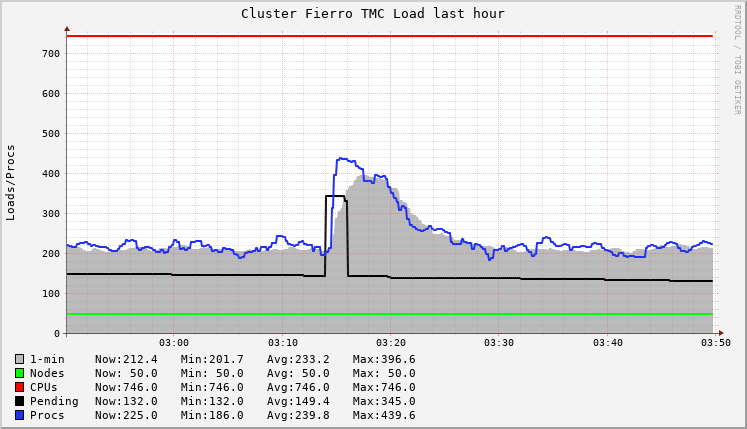 Cluster Fierro TMC Load last hour
RRDTOOL / TOBI OETIKER
Loads/Procs
700
600
500
400
300
200
100
0
03:00 03:10 03:20 03:30 03:40 03:50
1-min Now:212.4 Min:201.7 Avg:233.2 Max:396.6
Nodes Now: 50.0 Min: 50.0 Avg: 50.0 Max: 50.0
CPUs Now:746.0 Min:746.0 Avg:746.0 Max:746.0
Pending Now:132.0 Min:132.0 Avg:149.4 Max:345.0
Procs Now:225.0 Min:186.0 Avg:239.8 Max:439.6